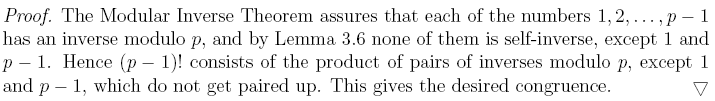 Proof. The Modular Inverse Theorem assures that each of the numbers 1, 2, . . . , p − 1
has an inverse modulo p, and by Lemma 3.6 none of them is self-inverse, except 1 and
p − 1. Hence (p − 1)! consists of the product of pairs of inverses modulo p, except 1
and p − 1, which do not get paired up. This gives the desired congruence. ▽